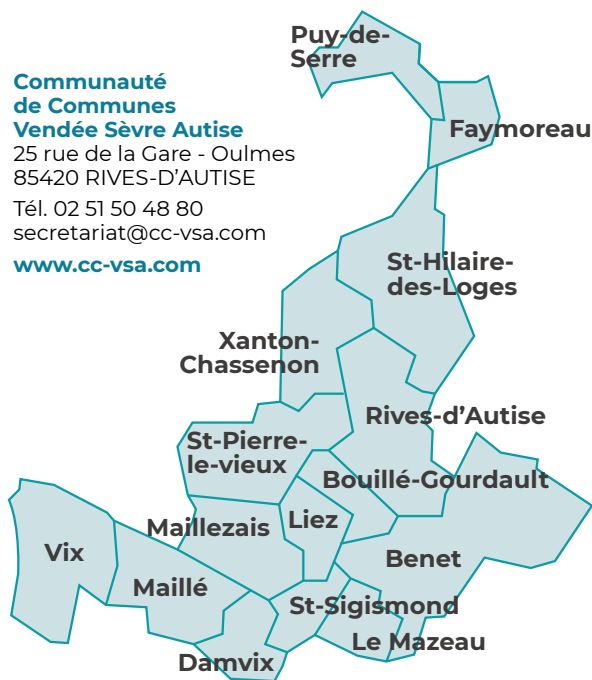 Puy-de-
Serre
Communauté
de Communes
Vendée Sèvre Autise
25 rue de la Gare - Oulmes
85420 RIVES-D'AUTISE
Tél. 02 51 50 48 80
secretariat@cc-vsa.com
www.cc-vsa.com
Faymoreau
St-Hilaire-
des-Loges
Xanton-
Chassenon
Rives-d'Autise
St-Pierre-
le-vieux
Bouillé-Gourdault
Maillezais
Liez
Vix
Benet
Maillé
St-Sigismond
Le Mazeau
Damvix